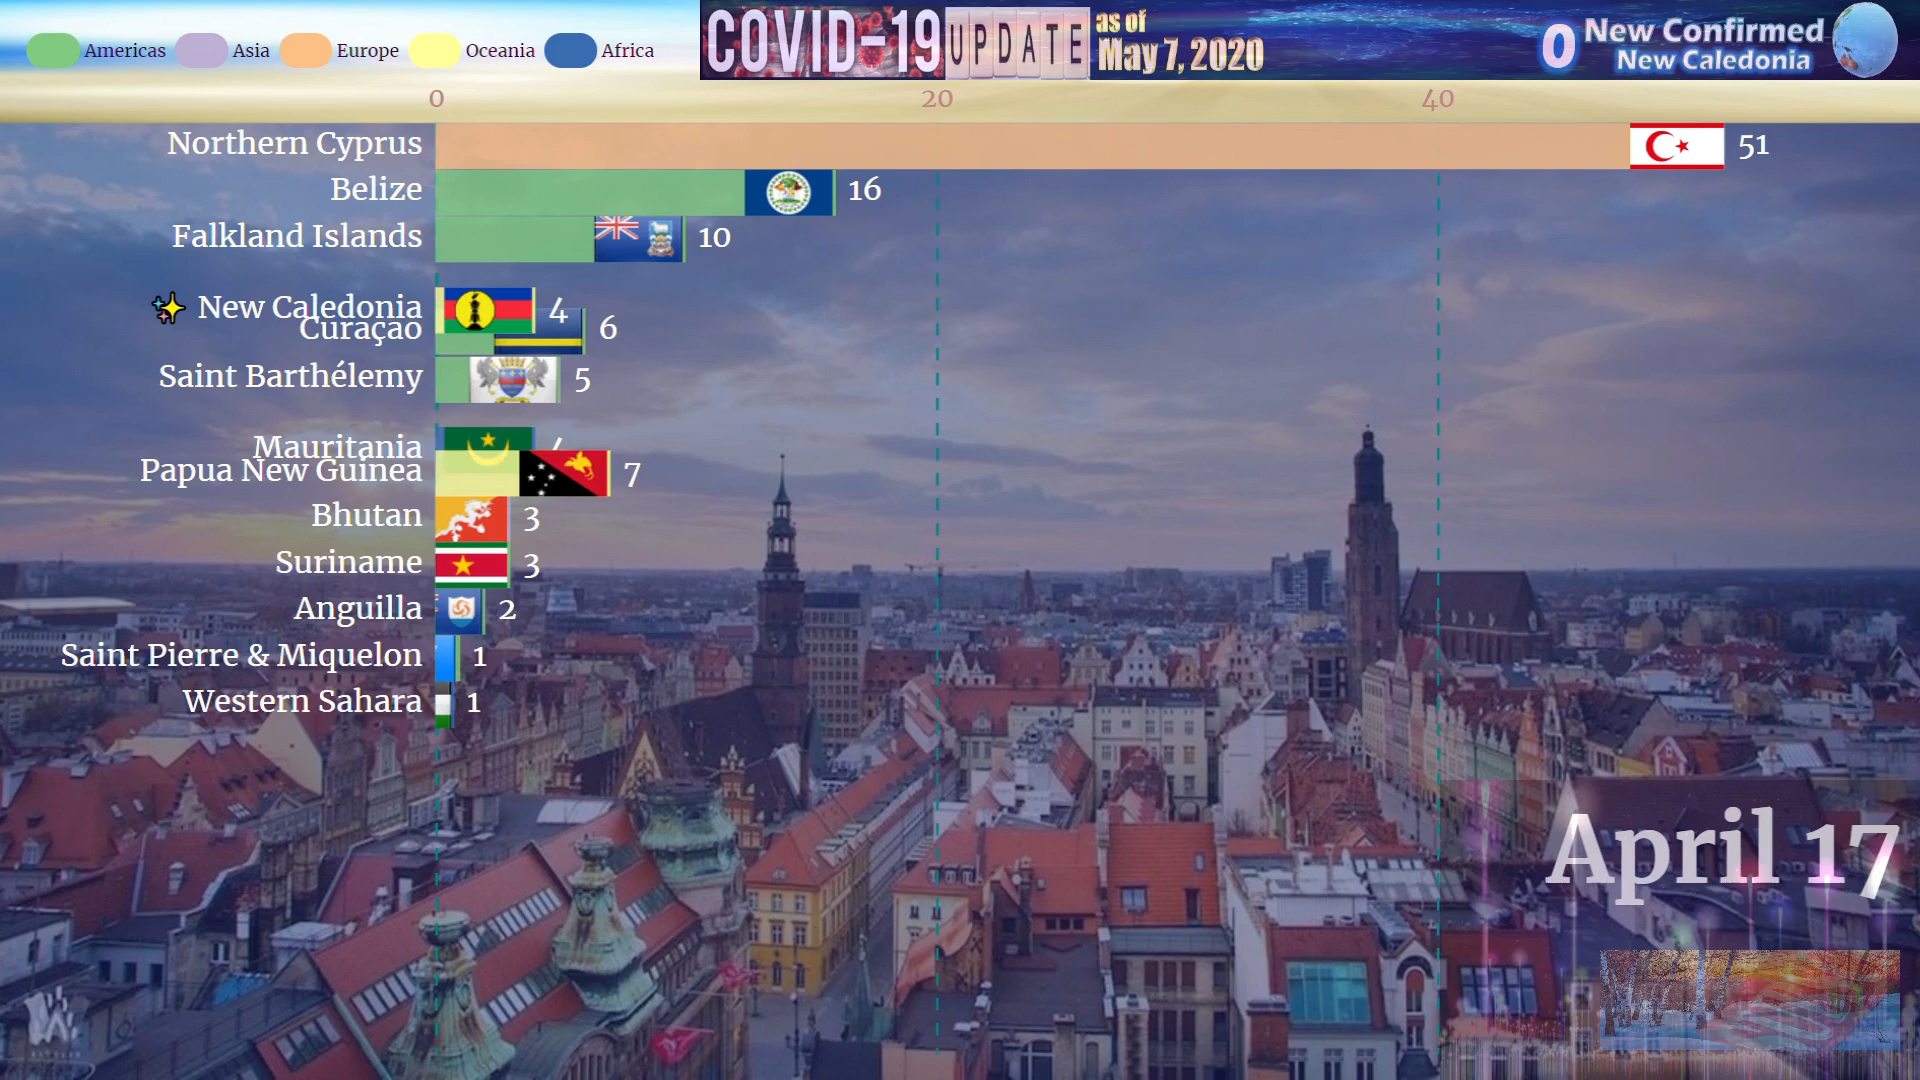 Americas Asia Europe Oceania Africa
COVID-19 UPDATE as of May 7, 2020
0 New Confirmed
New Caledonia
0 20 40
Northern Cyprus 51
Belize 16
Falkland Islands 10
New Caledonia 4
Curaçao 6
Saint Barthélemy 5
Mauritania
Papua New Guinea 7
Bhutan 3
Suriname 3
Anguilla 2
Saint Pierre & Miquelon 1
Western Sahara 1
April 17